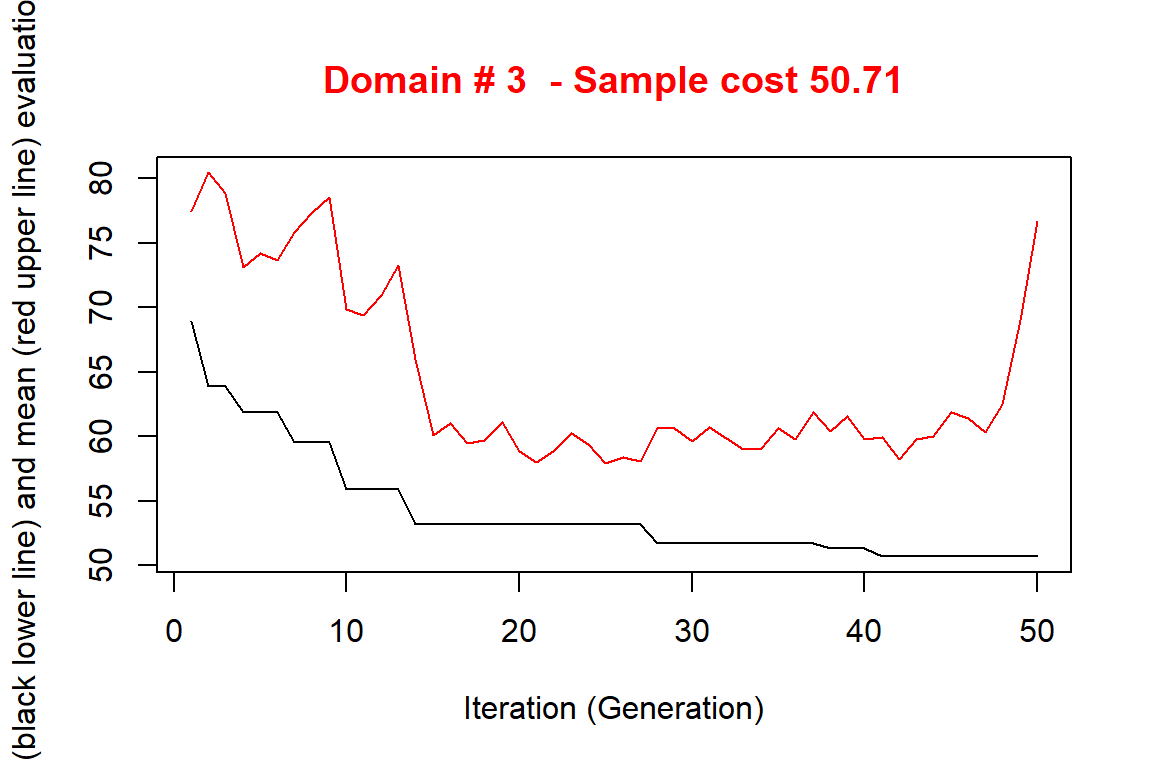 Domain # 3  - Sample cost 50.71
(black lower line) and mean (red upper line) evaluatio
80
75
70
65
60
55
50
0 10 20 30 40 50
Iteration (Generation)